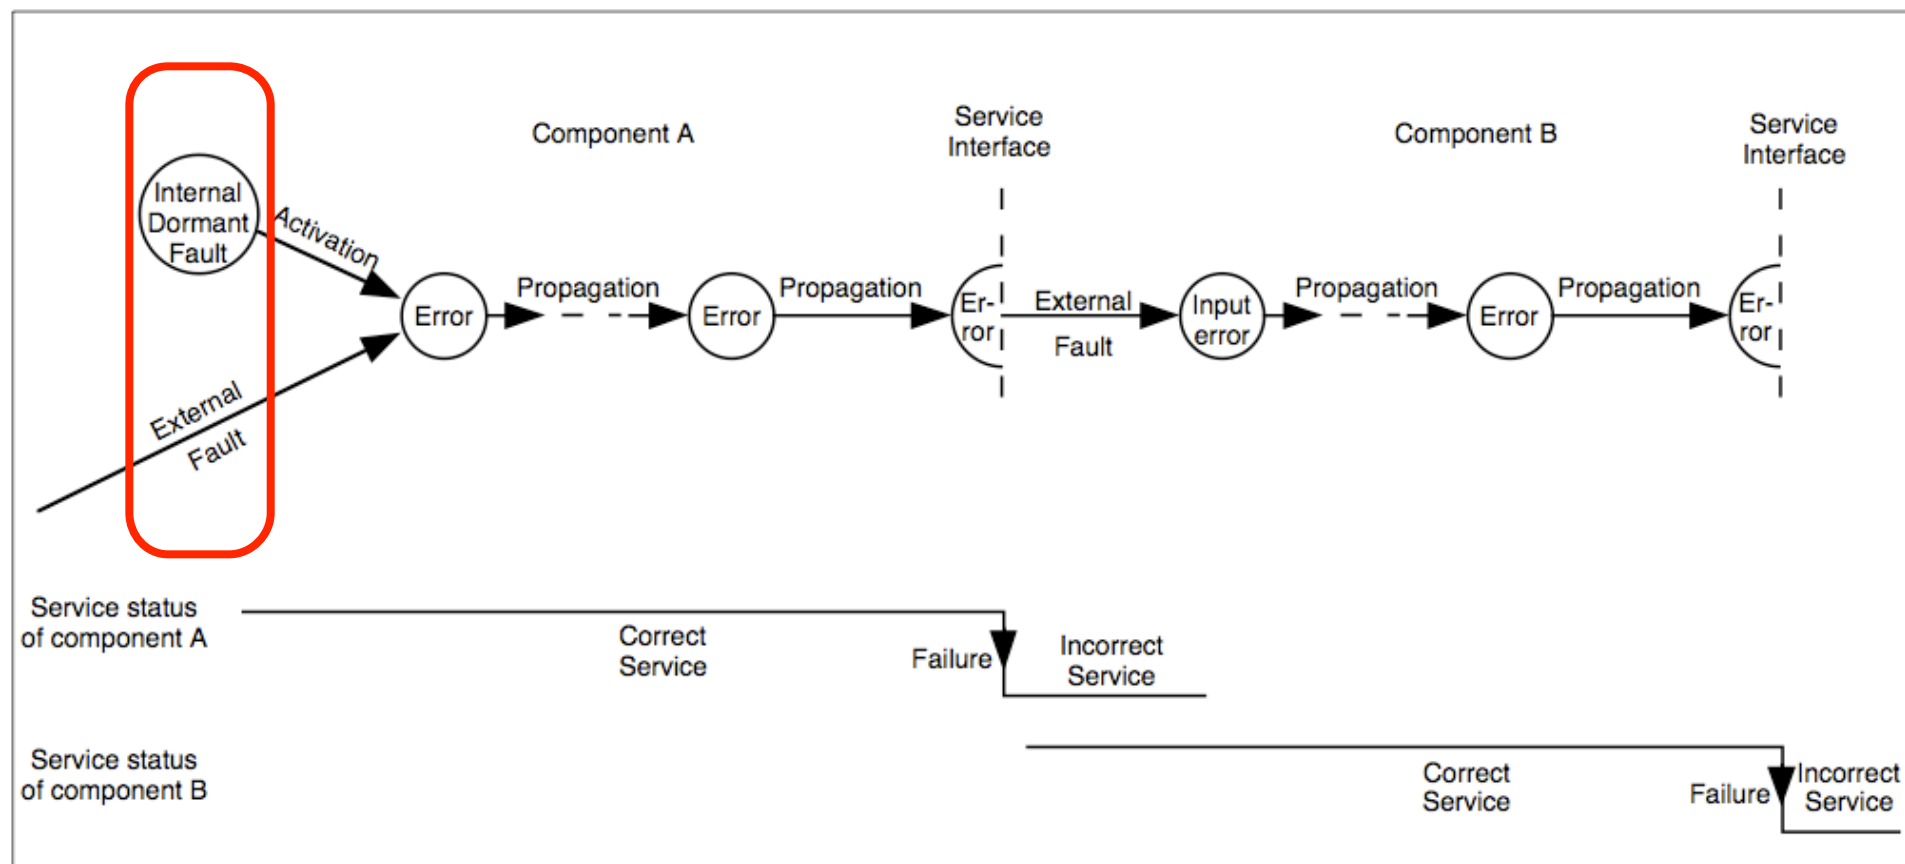 Component A
Service
Interface
Component B
Service
Interface
Internal
Dormant
Fault
Activation
Error
Propagation
Error
Propagation
Er-
ror
External
Fault
Input
error
Propagation
Error
Propagation
Er-
ror
External
Fault
Service status
of component A
Correct
Service
Failure
Incorrect
Service
Service status
of component B
Correct
Service
Failure
Incorrect
Service